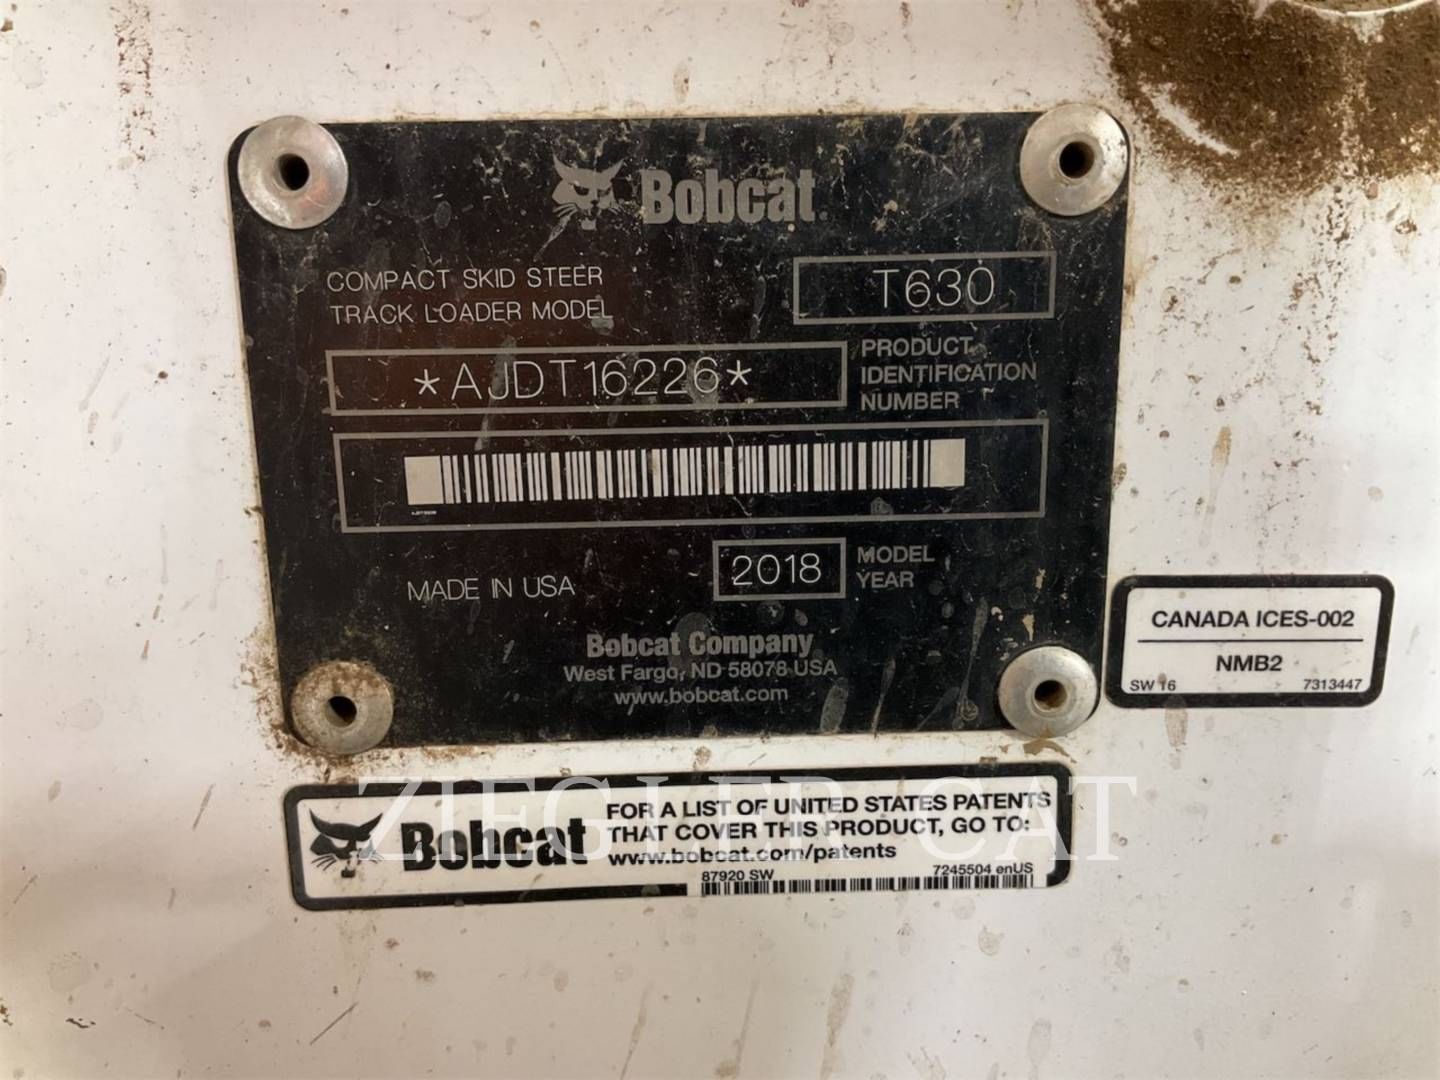 Bobcat.
COMPACT SKID STEER
TRACK LOADER MODEL
T630
*AJDT16226*
PRODUCT
IDENTIFICATION
NUMBER
MADE IN USA
2018
MODEL
YEAR
Bobcat Company
West Fargo, ND 58078 USA
www.bobcat.com
CANADA ICES-002
NMB2
SW 16 7313447
ZIEGLER CAT
Bobcat
FOR A LIST OF UNITED STATES PATENTS
THAT COVER THIS PRODUCT, GO TO:
www.bobcat.com/patents
87920 SW 7245504 enUS